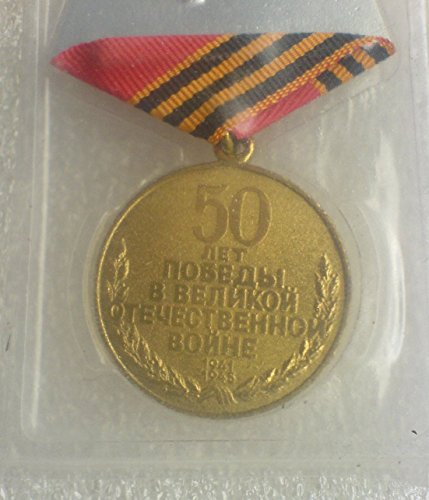 50
ЛЕТ
ПОБЕДЫ
В ВЕЛИКОЙ
ОТЕЧЕСТВЕННОЙ
ВОЙНЕ
1941
1945